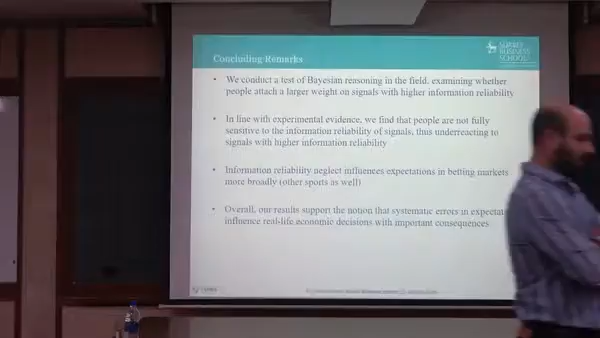 Concluding Remarks
SURREY
BUSINESS
SCHOOL
• We conduct a test of Bayesian reasoning in the field, examining whether
people attach a larger weight on signals with higher information reliability
• In line with experimental evidence, we find that people are not fully
sensitive to the information reliability of signals, thus underreacting to
signals with higher information reliability
• Information reliability neglect influences expectations in betting markets
more broadly (other sports as well)
• Overall, our results support the notion that systematic errors in expectat
influence real-life economic decisions with important consequences